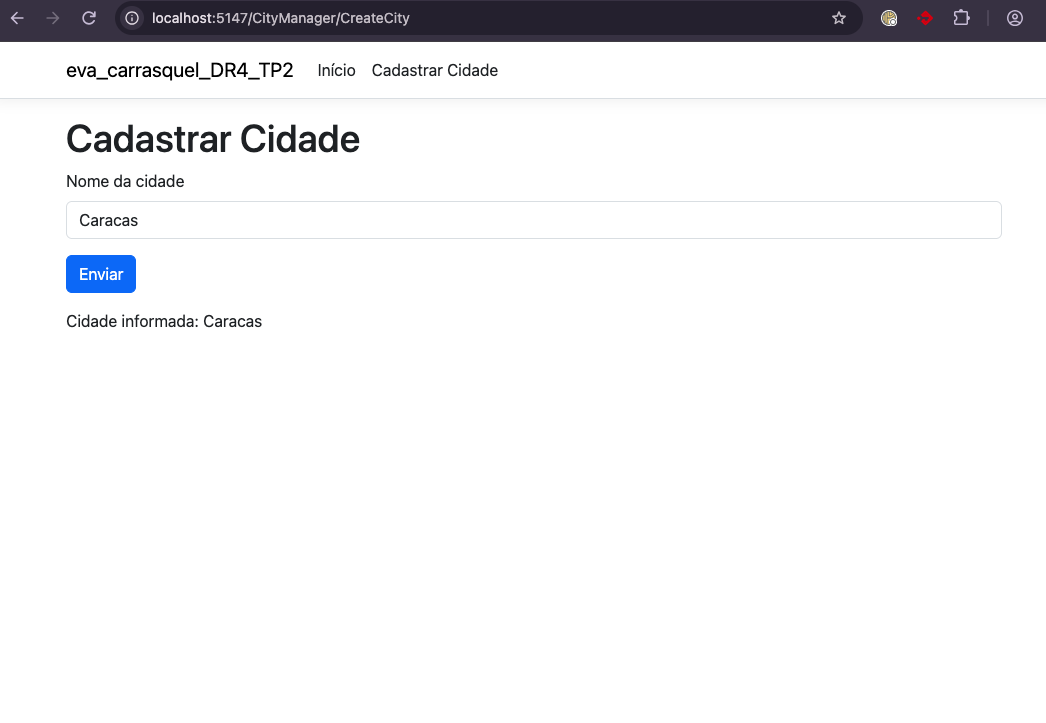 localhost:5147/CityManager/CreateCity
eva_carrasquel_DR4_TP2 Início Cadastrar Cidade
Cadastrar Cidade
Nome da cidade
Caracas
Enviar
Cidade informada: Caracas